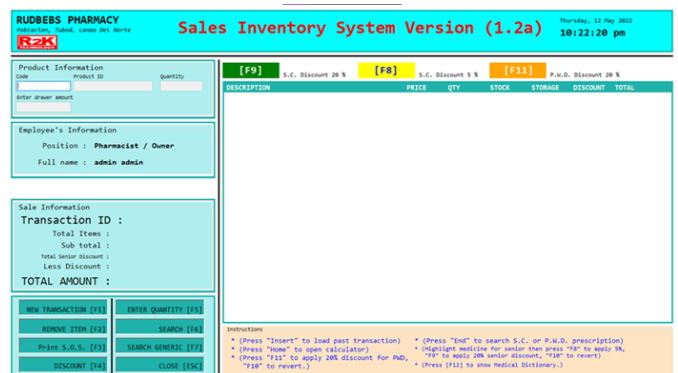 RUDBEBS PHARMACY
Poblacion, Tubod, Lanao Del Norte
R2K
TECHNOLOGY
Sales Inventory System Version (1.2a)
Thursday, 12 May 2022
10:22:20 pm
Product Information
Code Product ID Quantity
Enter drawer amount
Employee's Information
Position : Pharmacist / Owner
Full name : admin admin
Sale Information
Transaction ID :
Total Items :
Sub total :
Total Senior Discount :
Less Discount :
TOTAL AMOUNT :
NEW TRANSACTION [F1] ENTER QUANTITY [F5]
REMOVE ITEM [F2] SEARCH [F6]
Print S.O.S. [F3] SEARCH GENERIC [F7]
DISCOUNT [F4] CLOSE [ESC]
[F9] S.C. Discount 20 % [F8] S.C. Discount 5 % [F11] P.W.D. Discount 20 %
DESCRIPTION PRICE QTY STOCK STORAGE DISCOUNT TOTAL
Instructions
* (Press "Insert" to load past transaction)
* (Press "Home" to open calculator)
* (Press "F11" to apply 20% discount for PWD,
"F10" to revert.)
* (Press "End" to search S.C. or P.W.D. prescription)
* (Highlight medicine for senior then press "F8" to apply 5%,
"F9" to apply 20% senior discount, "F10" to revert)
* (Press [F12] to show Medical Dictionary.)